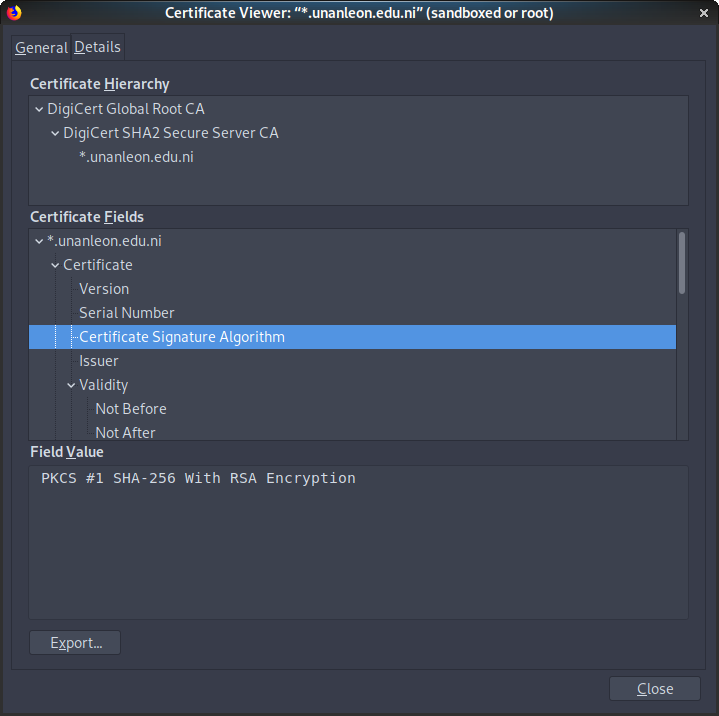 Certificate Viewer: “*.unanleon.edu.ni” (sandboxed or root)
General Details
Certificate Hierarchy
DigiCert Global Root CA
DigiCert SHA2 Secure Server CA
*.unanleon.edu.ni
Certificate Fields
*.unanleon.edu.ni
Certificate
Version
Serial Number
Certificate Signature Algorithm
Issuer
Validity
Not Before
Not After
Field Value
PKCS #1 SHA-256 With RSA Encryption
Export...
Close